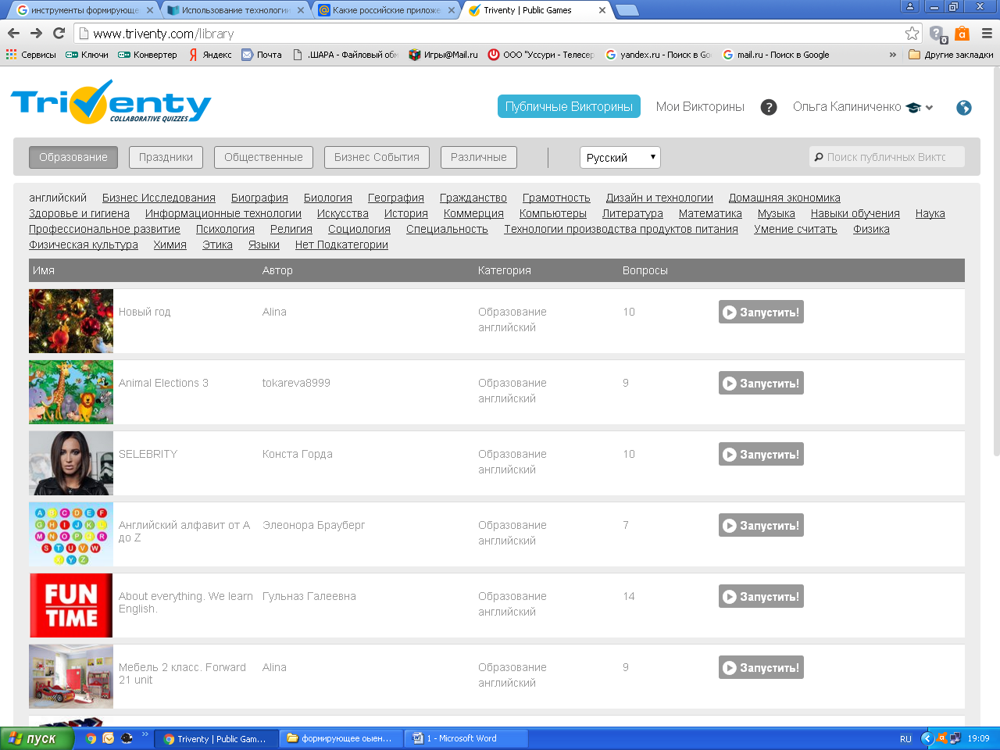 инструменты формирующе
Использование технологии
Какие российские приложе
Triventy | Public Games
www.triventy.com/library
0
Сервисы
Ключи
Конвертер
Яндекс
Почта
.ШАРА - Файловый обм
Игры@Mail.ru
ООО "Уссури - Телесер
yandex.ru - Поиск в Go
mail.ru - Поиск в Google
»
Другие закладки
Triventy
COLLABORATIVE QUIZZES
Публичные Викторины
Мои Викторины
?
Ольга Калиниченко
Образование
Праздники
Общественные
Бизнес События
Различные
Русский
Поиск публичных Виктс
английский Бизнес Исследования Биография Биология География Гражданство Грамотность Дизайн и технологии Домашняя экономика
Здоровье и гигиена Информационные технологии Искусства История Коммерция Компьютеры Литература Математика Музыка Навыки обучения Наука
Профессиональное развитие Психология Религия Социология Специальность Технологии производства продуктов питания Умение считать Физика
Физическая культура Химия Этика Языки Нет Подкатегории
Имя Автор Категория Вопросы
Новый год Alina Образование 10 Запустить!
английский
Animal Elections 3 tokareva8999 Образование 9 Запустить!
английский
SELEBRITY Конста Горда Образование 10 Запустить!
английский
A B C D E F
G H I J K L
M N O P Q R
S T U V W
X Y Z
Английский алфавит от А Элеонора Брауберг Образование 7 Запустить!
до Z английский
FUN
TIME
About everything. We learn Гульназ Галеевна Образование 14 Запустить!
English. английский
Мебель 2 класс. Forward Alina Образование 9 Запустить!
21 unit английский
пуск
»
Triventy | Public Gam...
формирующее оыен...
1 - Microsoft Word
RU
19:09